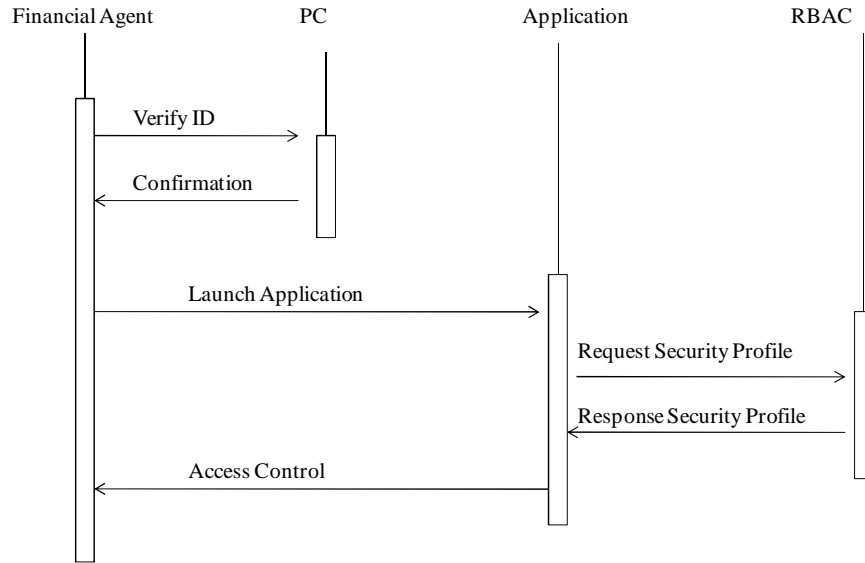 Financial Agent
PC
Application
RBAC
Verify ID
Confirmation
Launch Application
Request Security Profile
Response Security Profile
Access Control